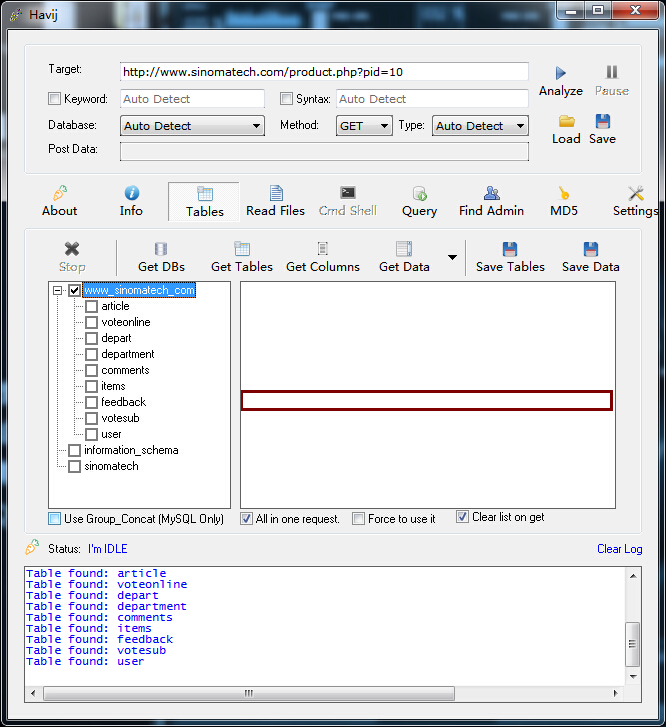 Havij
Target:
http://www.sinomatech.com/product.php?pid=10
Analyze
Pause
Keyword:
Auto Detect
Syntax:
Auto Detect
Database:
Auto Detect
Method:
GET
Type:
Auto Detect
Load
Save
Post Data:
About
Info
Tables
Read Files
Cmd Shell
Query
Find Admin
MD5
Settings
Stop
Get DBs
Get Tables
Get Columns
Get Data
Save Tables
Save Data
www_sinomatech_com
article
voteonline
depart
department
comments
items
feedback
votesub
user
information_schema
sinomatech
Use Group_Concat (MySQL Only)
All in one request.
Force to use it
Clear list on get
Status:
I'm IDLE
Clear Log
Table found: article
Table found: voteonline
Table found: depart
Table found: department
Table found: comments
Table found: items
Table found: feedback
Table found: votesub
Table found: user